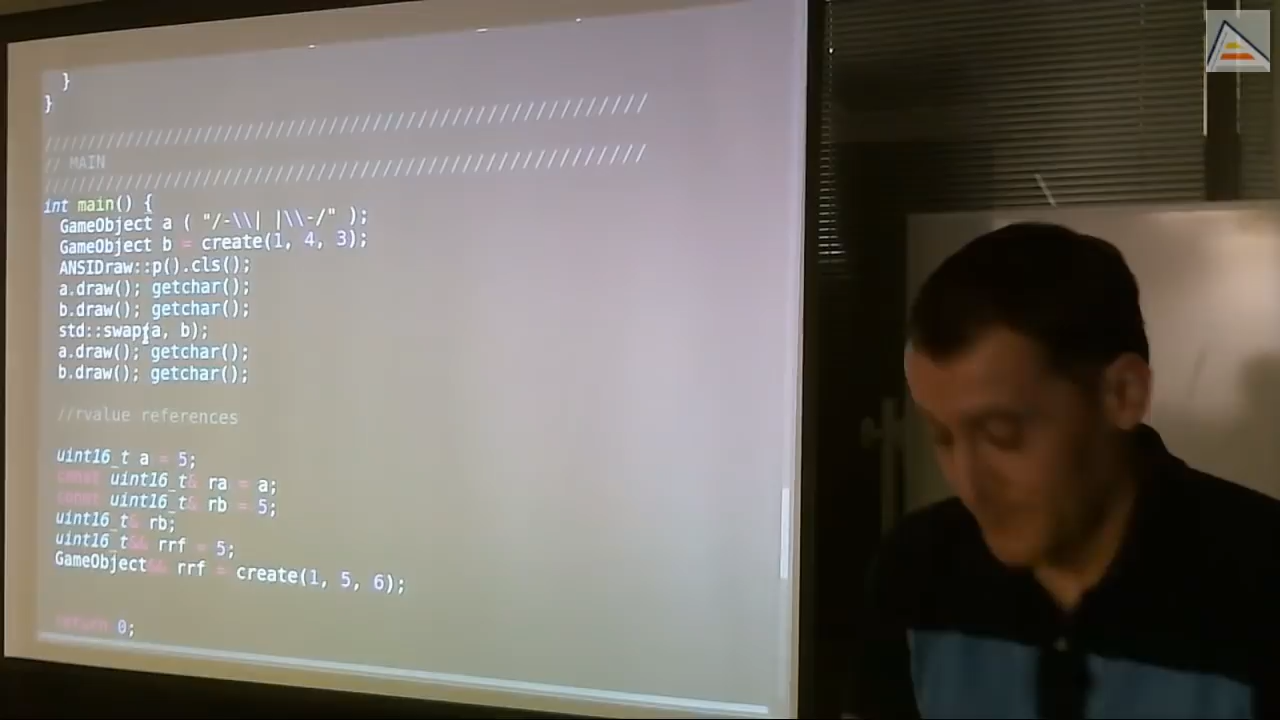 }
}
/////////////////////////////////////////////////////////
// MAIN
/////////////////////////////////////////////////////////
int main() {
GameObject a ( "/-\\| |\\-/" );
GameObject b = create(1, 4, 3);
ANSIDraw::p().cls();
a.draw(); getchar();
b.draw(); getchar();
std::swap(a, b);
a.draw(); getchar();
b.draw(); getchar();
//rvalue references
uint16_t a = 5;
const uint16_t& ra = a;
const uint16_t& rb = 5;
uint16_t& rb;
uint16_t&& rrf = 5;
GameObject&& rrf = create(1, 5, 6);
return 0;